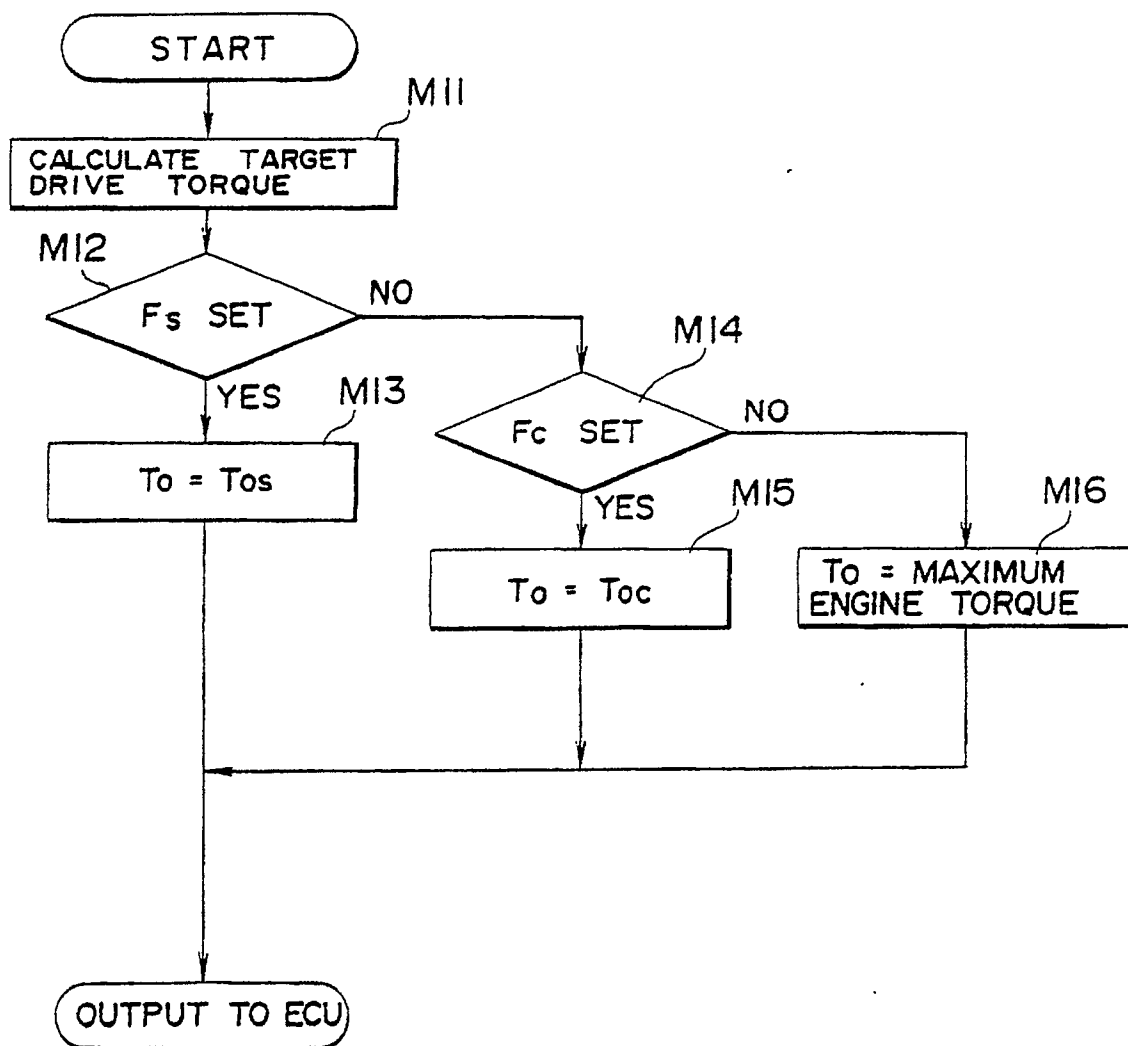 START
M11
CALCULATE TARGET
DRIVE TORQUE
M12
Fs SET
NO
YES
M13
To = Tos
M14
Fc SET
NO
YES
M15
To = Toc
M16
To = MAXIMUM
ENGINE TORQUE
OUTPUT TO ECU